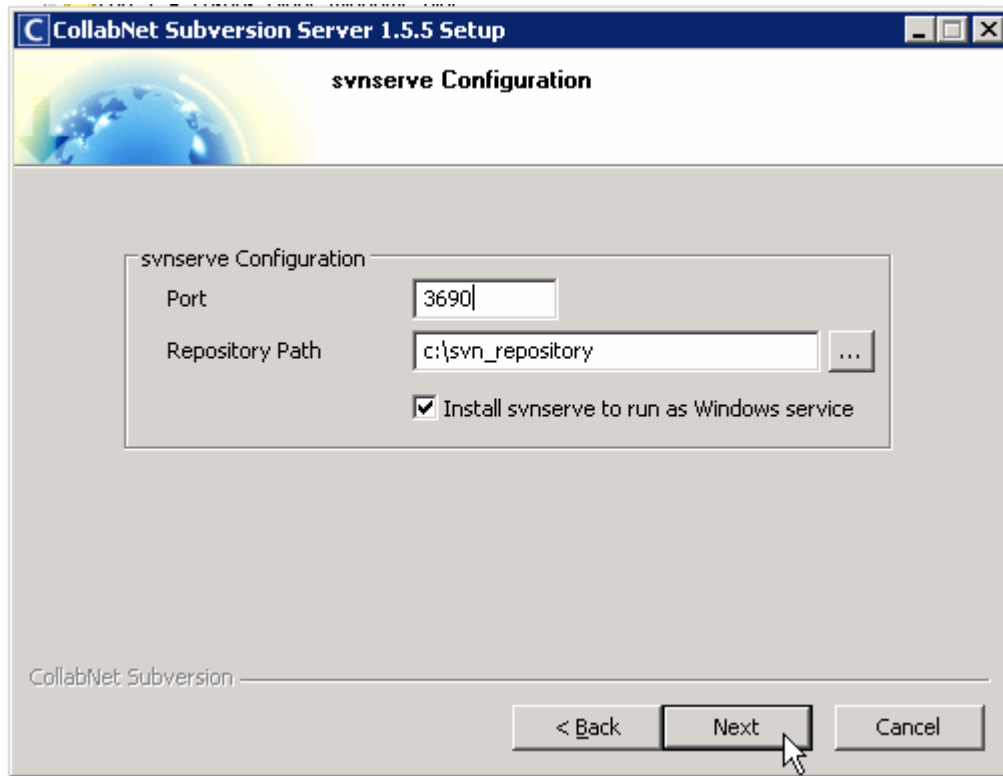 CollabNet Subversion Server 1.5.5 Setup
svnserve Configuration
svnserve Configuration
Port 3690
Repository Path c:\svn_repository ...
Install svnserve to run as Windows service
CollabNet Subversion
< Back Next Cancel